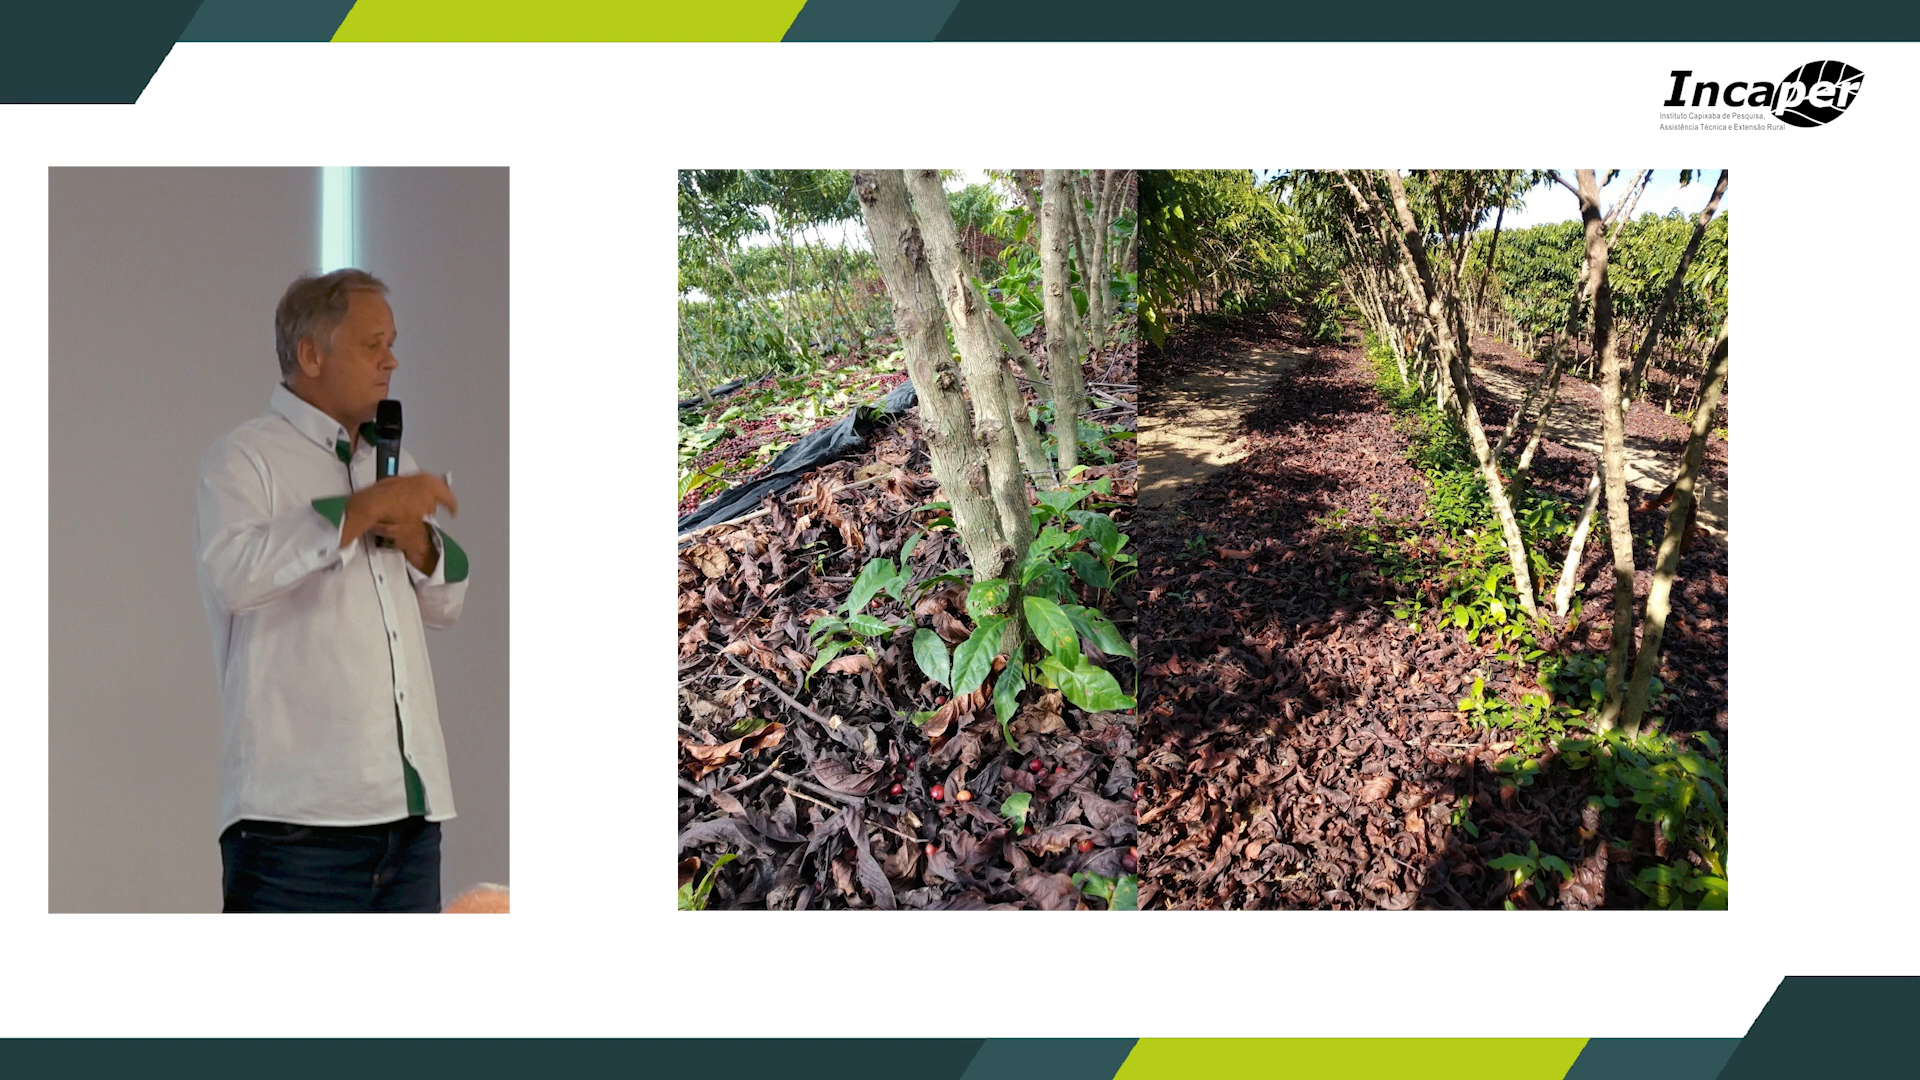 Incaper
Instituto Capixaba de Pesquisa,
Assistência Técnica e Extensão Rural